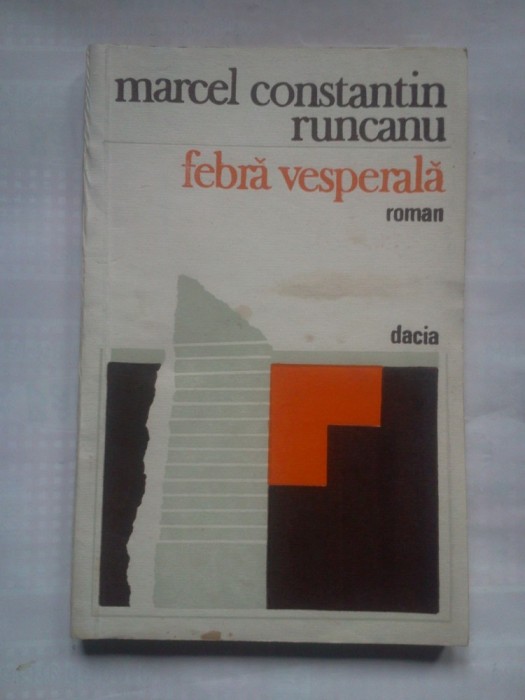 marcel constantin
runcanu
febră vesperală
roman
dacia